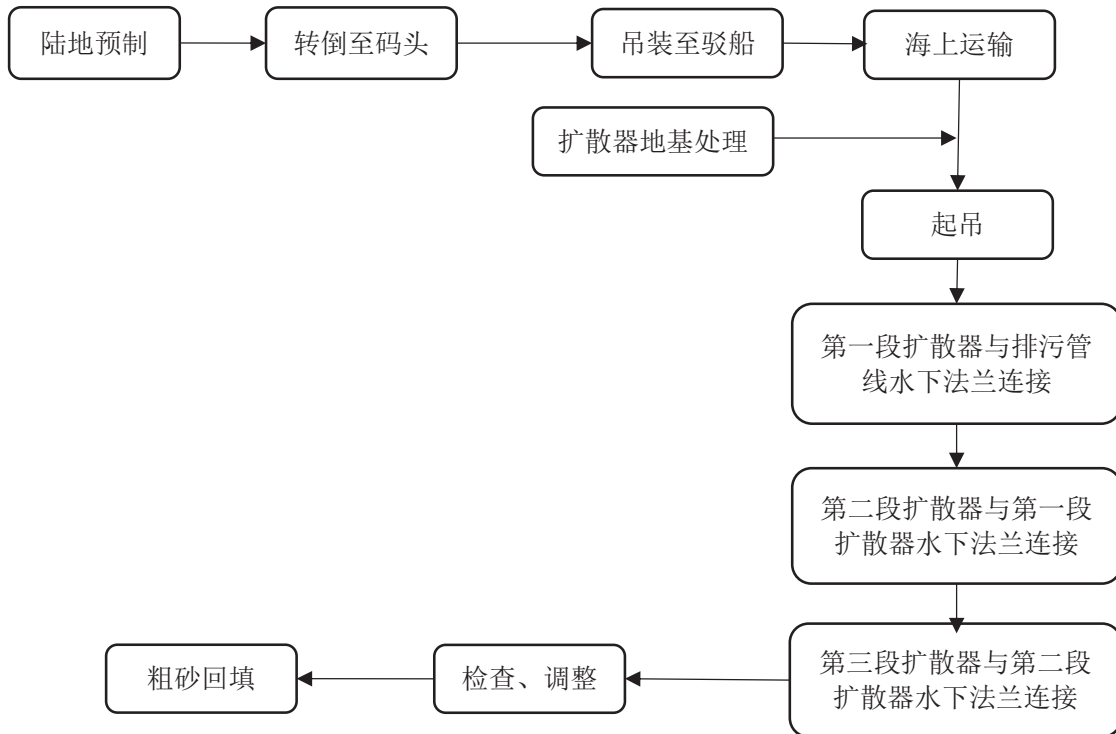 陆地预制
转倒至码头
吊装至驳船
海上运输
扩散器地基处理
起吊
第一段扩散器与排污管
线水下法兰连接
第二段扩散器与第一段
扩散器水下法兰连接
第三段扩散器与第二段
扩散器水下法兰连接
检查、调整
粗砂回填